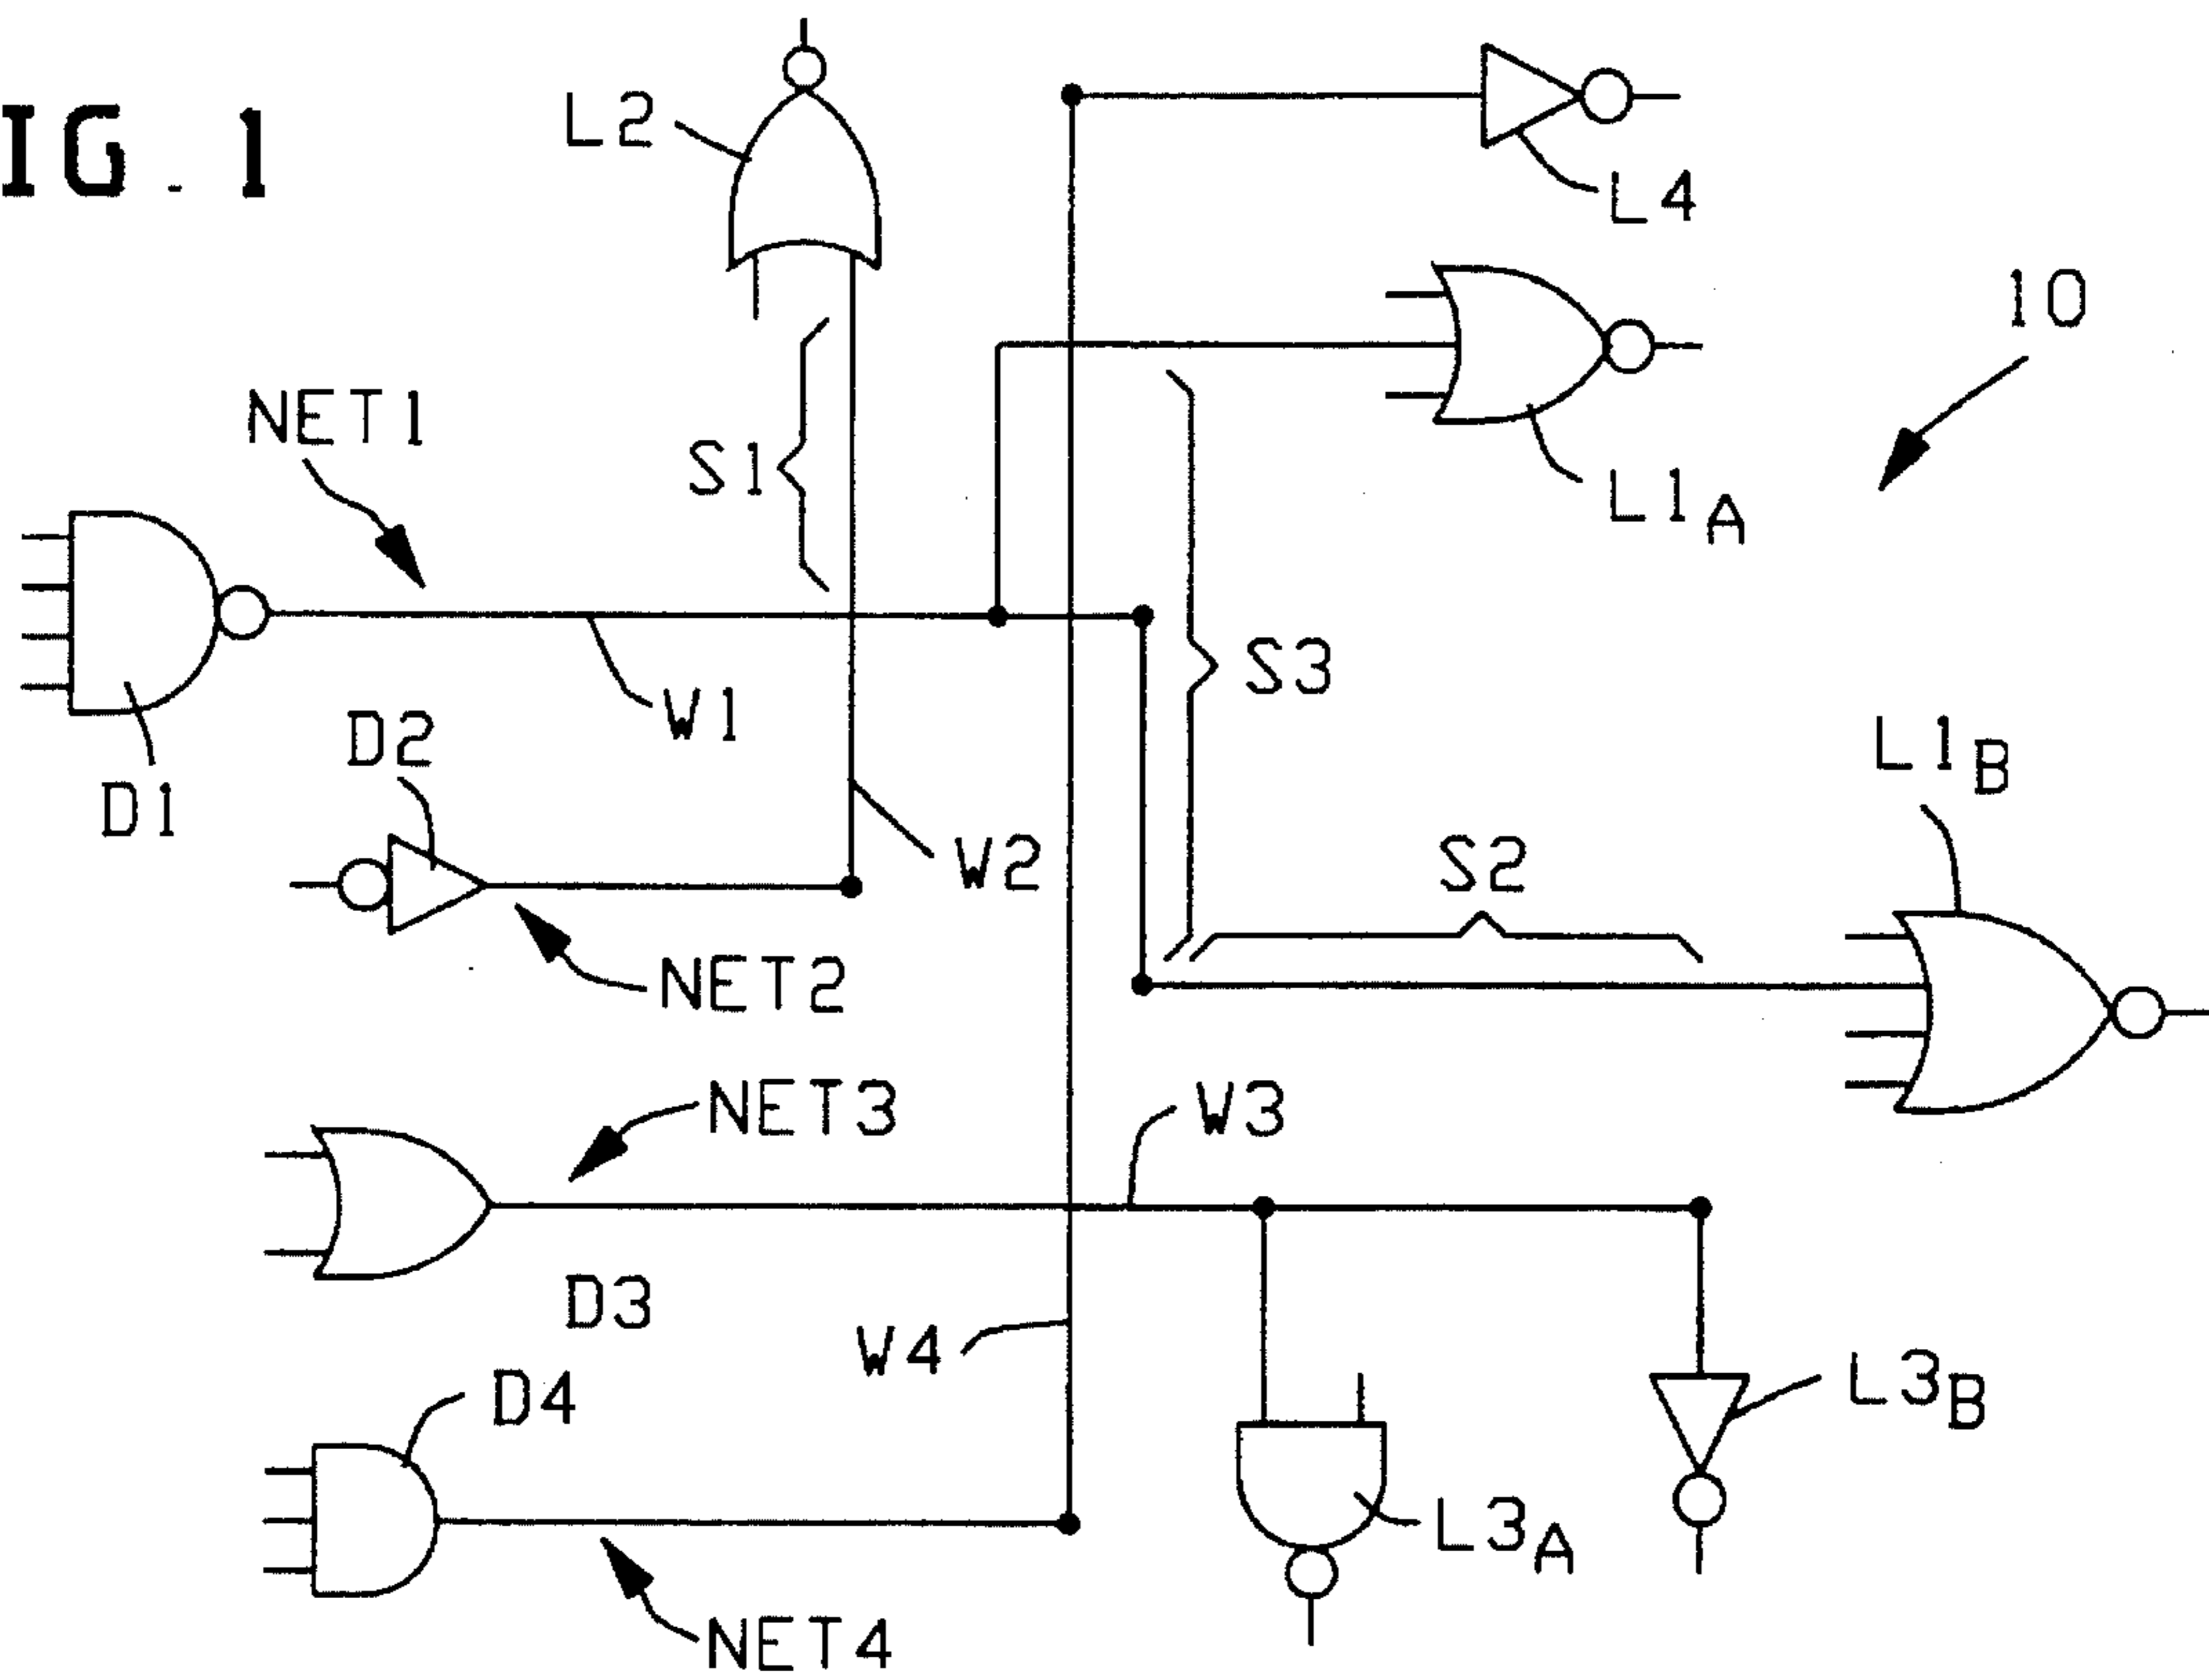 IG. 1
L2
L4
10
NET1
S1
L1A
S3
W1
D2
L1B
D1
W2
S2
NET2
NET3
W3
D3
W4
L3B
D4
L3A
NET4